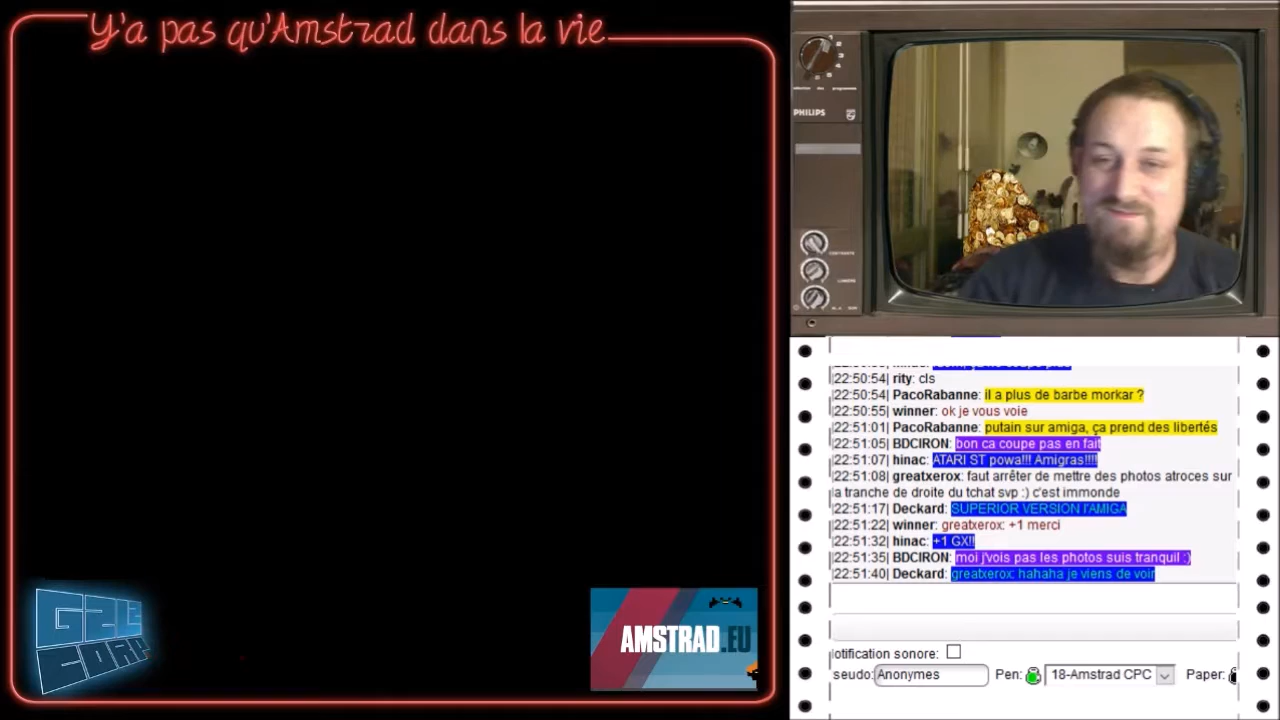 Y'a pas qu'Amstrad dans la vie
PHILIPS
|22:50:54| rity: cls
|22:50:54| PacoRabanne: il a plus de barbe morkar ?
|22:50:55| winner: ok je vous voie
|22:51:01| PacoRabanne: putain sur amiga, ça prend des libertés
|22:51:05| BDCIRON: bon ca coupe pas en fait
|22:51:07| hinac: ATARI ST powa!!! Amigras!!!!
|22:51:08| greatxerox: faut arrêter de mettre des photos atroces sur
la tranche de droite du tchat svp :) c'est immonde
|22:51:17| Deckard: SUPERIOR VERSION l'AMIGA
|22:51:22| winner: greatxerox: +1 merci
|22:51:32| hinac: +1 GX!!
|22:51:35| BDCIRON: moi j'vois pas les photos suis tranquil :)
|22:51:40| Deckard: greatxerox: hahaha je viens de voir
otification sonore:
seudo: Anonymes Pen: 18-Amstrad CPC Paper:
G2L2
CORP
AMSTRAD.EU